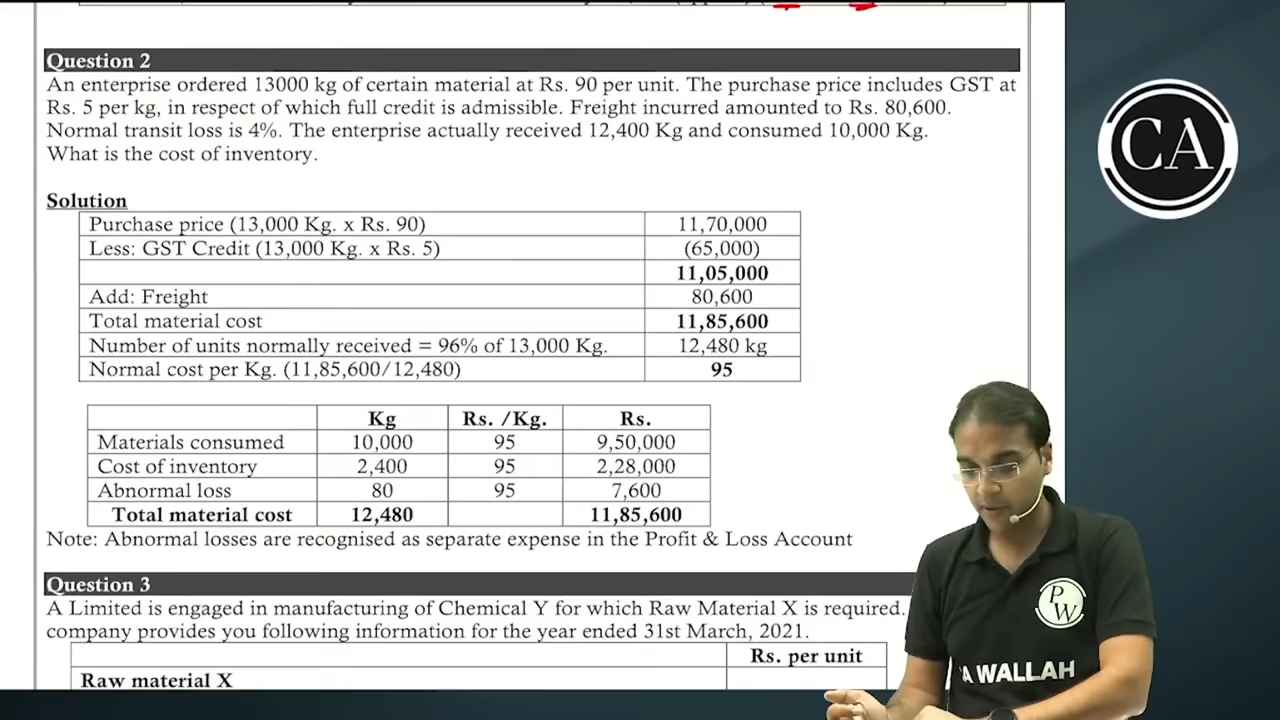 Question 2
An enterprise ordered 13000 kg of certain material at Rs. 90 per unit. The purchase price includes GST at
Rs. 5 per kg, in respect of which full credit is admissible. Freight incurred amounted to Rs. 80,600.
Normal transit loss is 4%. The enterprise actually received 12,400 Kg and consumed 10,000 Kg.
What is the cost of inventory.
Solution
Purchase price (13,000 Kg. x Rs. 90) 11,70,000
Less: GST Credit (13,000 Kg. x Rs. 5) (65,000)
11,05,000
Add: Freight 80,600
Total material cost 11,85,600
Number of units normally received = 96% of 13,000 Kg. 12,480 kg
Normal cost per Kg. (11,85,600/12,480) 95
Kg Rs. /Kg. Rs.
Materials consumed 10,000 95 9,50,000
Cost of inventory 2,400 95 2,28,000
Abnormal loss 80 95 7,600
Total material cost 12,480 11,85,600
Note: Abnormal losses are recognised as separate expense in the Profit & Loss Account
Question 3
A Limited is engaged in manufacturing of Chemical Y for which Raw Material X is required.
company provides you following information for the year ended 31st March, 2021.
Rs. per unit
Raw material X
CA
PW
A WALLAH